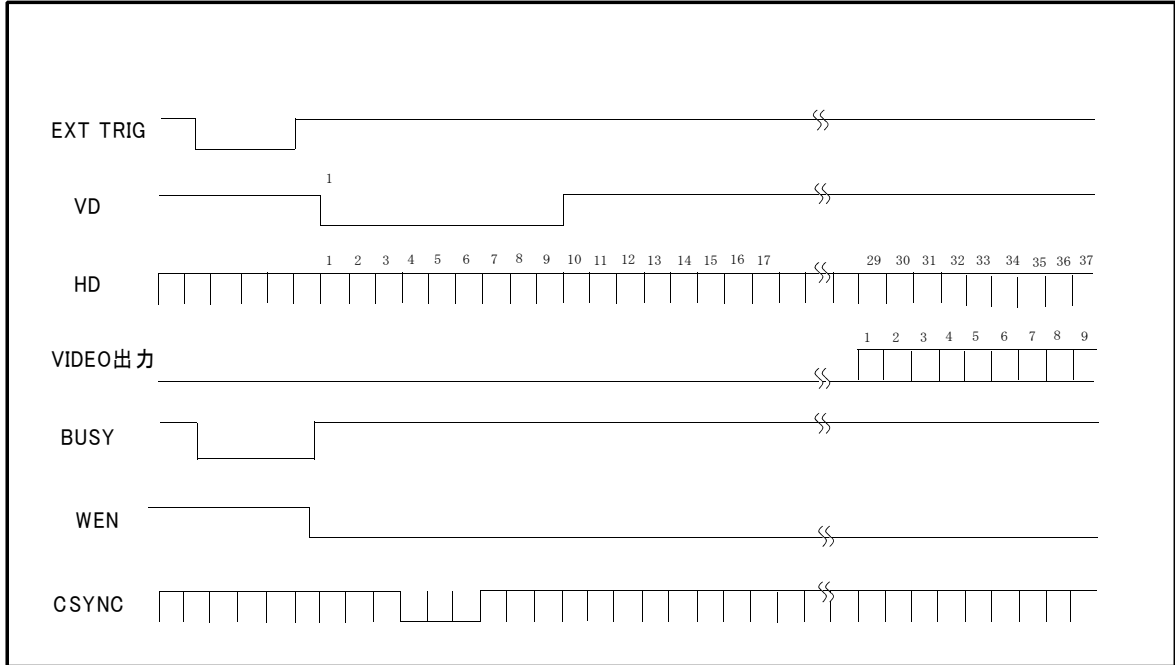 EXT TRIG
1
VD
1 2 3 4 5 6 7 8 9 10 11 12 13 14 15 16 17 29 30 31 32 33 34 35 36 37
HD
1 2 3 4 5 6 7 8 9
VIDEO出力
BUSY
WEN
CSYNC